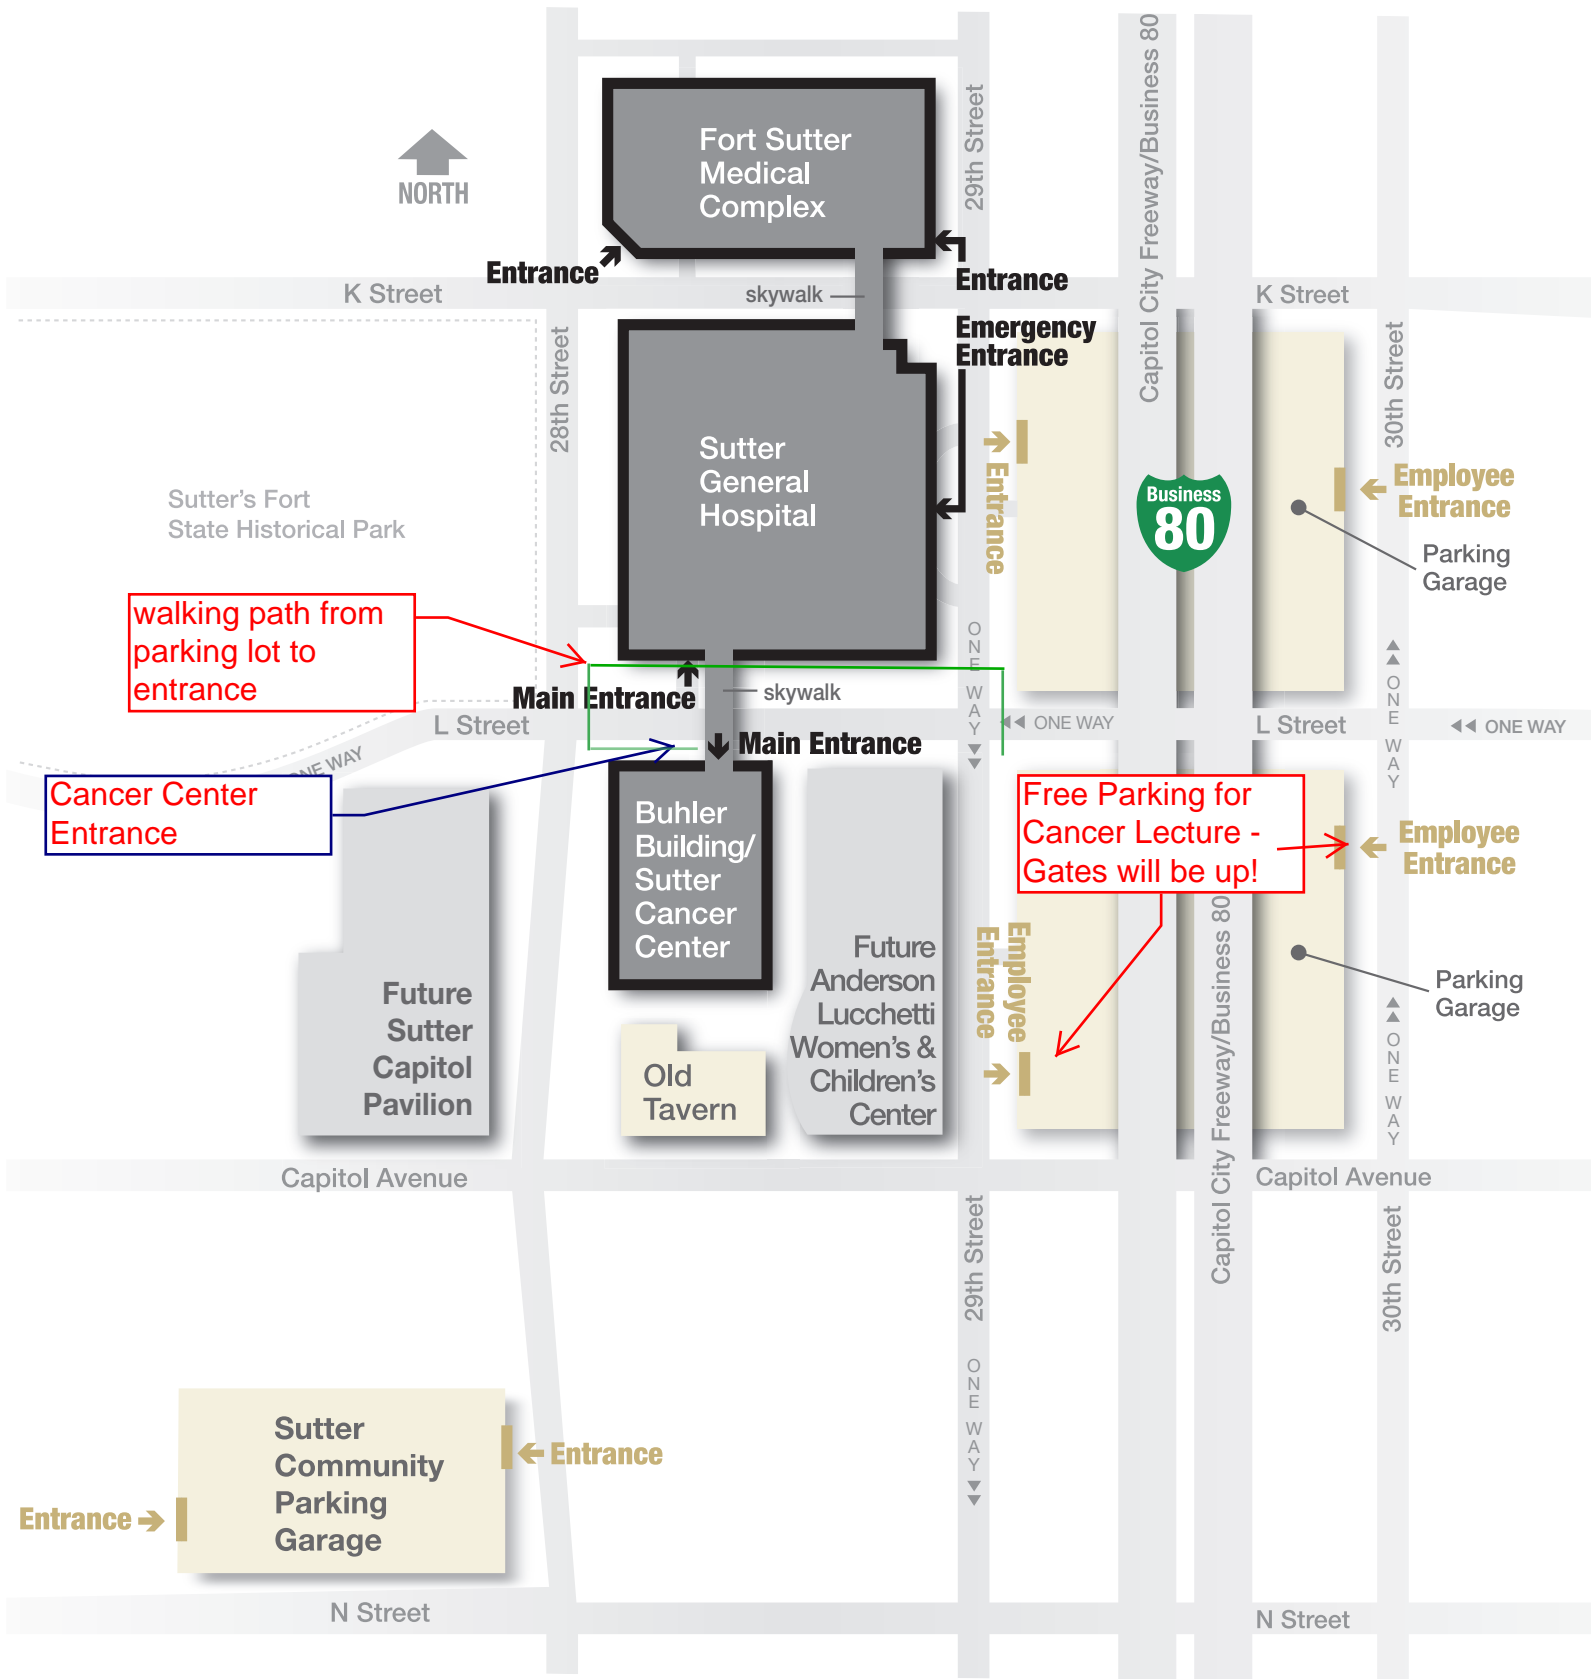 Fort Sutter
Medical
Complex
NORTH
29th Street
Capitol City Freeway/Business 80
Entrance
Entrance
K Street
skywalk
K Street
Emergency
Entrance
28th Street
30th Street
Sutter
General
Hospital
Entrance
Business
80
Employee
Entrance
Sutter's Fort
State Historical Park
Parking
Garage
walking path from
parking lot to
entrance
ONE WAY
ONE WAY
Main Entrance
skywalk
L Street
ONE WAY
L Street
ONE WAY
Main Entrance
ONE WAY
Cancer Center
Entrance
Buhler
Building/
Sutter
Cancer
Center
Free Parking for
Cancer Lecture -
Gates will be up!
Employee
Entrance
Future
Anderson
Lucchetti
Women's &
Children's
Center
Employee
Entrance
Capitol City Freeway/Business 80
Parking
Garage
Future
Sutter
Capitol
Pavilion
ONE WAY
Old
Tavern
Capitol Avenue
Capitol Avenue
29th Street
30th Street
ONE WAY
Sutter
Community
Parking
Garage
Entrance
Entrance
N Street
N Street